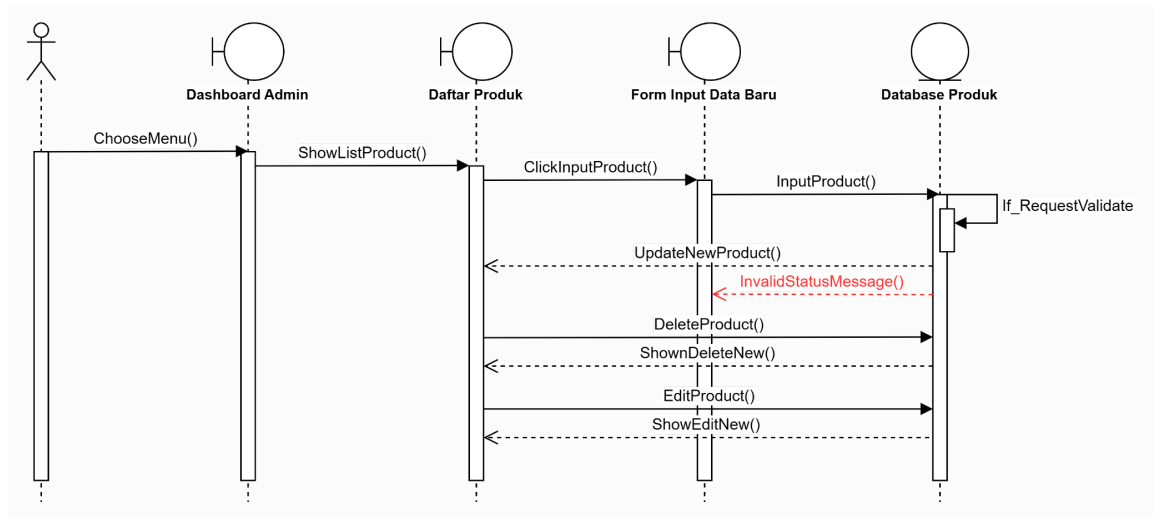 Dashboard Admin
Daftar Produk
Form Input Data Baru
Database Produk
ChooseMenu()
ShowListProduct()
ClickInputProduct()
InputProduct()
If_RequestValidate
UpdateNewProduct()
InvalidStatusMessage()
DeleteProduct()
ShownDeleteNew()
EditProduct()
ShowEditNew()